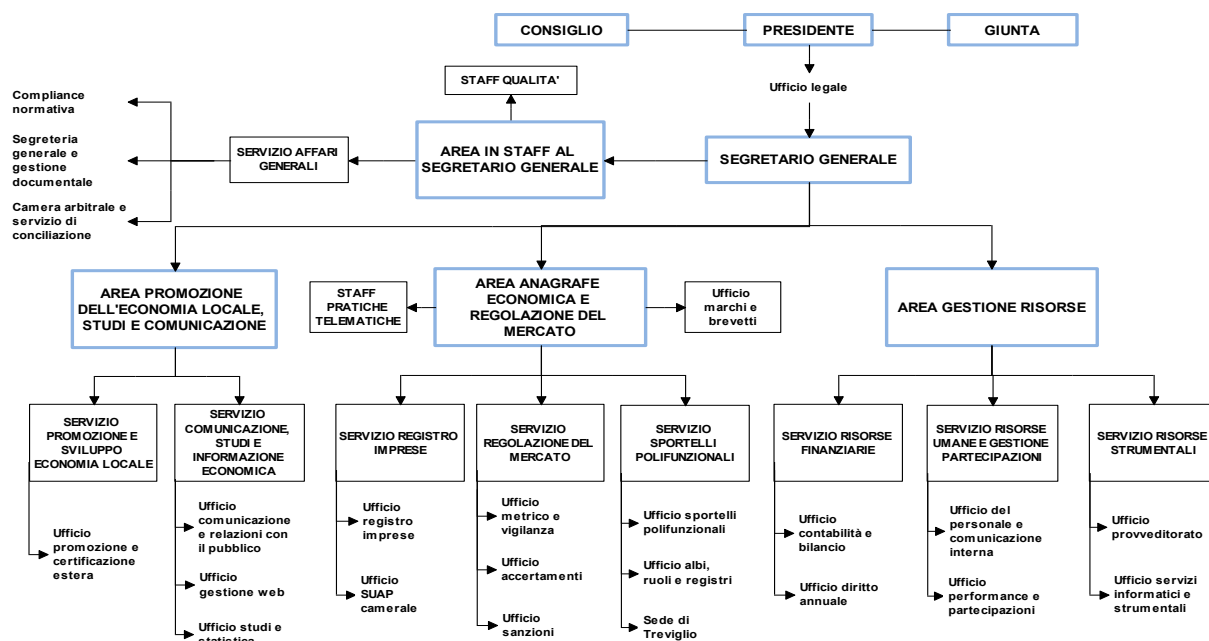 CONSIGLIO
PRESIDENTE
GIUNTA
STAFF QUALITA'
Ufficio legale
Compliance
normativa
Segreteria
generale e
gestione
documentale
Camera arbitrale e
servizio di
conciliazione
SERVIZIO AFFARI
GENERALI
AREA IN STAFF AL
SEGRETARIO GENERALE
SEGRETARIO GENERALE
AREA PROMOZIONE
DELL'ECONOMIA LOCALE,
STUDI E COMUNICAZIONE
STAFF
PRATICHE
TELEMATICHE
AREA ANAGRAFE
ECONOMICA E
REGOLAZIONE DEL
MERCATO
Ufficio
marchi e
brevetti
AREA GESTIONE RISORSE
SERVIZIO
PROMOZIONE E
SVILUPPO
ECONOMIA LOCALE
SERVIZIO
COMUNICAZIONE,
STUDI E
INFORMAZIONE
ECONOMICA
SERVIZIO REGISTRO
IMPRESE
SERVIZIO
REGOLAZIONE DEL
MERCATO
SERVIZIO
SPORTELLI
POLIFUNZIONALI
SERVIZIO RISORSE
FINANZIARIE
SERVIZIO RISORSE
UMANE E GESTIONE
PARTECIPAZIONI
SERVIZIO RISORSE
STRUMENTALI
Ufficio
promozione e
certificazione
estera
Ufficio
comunicazione
e relazioni con
il pubblico
Ufficio
gestione web
Ufficio studi e
statistica
Ufficio
registro
imprese
Ufficio
SUAP
camerale
Ufficio
metrico e
vigilanza
Ufficio
accertamenti
Ufficio
sanzioni
Ufficio sportelli
polifunzionali
Ufficio albi,
ruoli e registri
Sede di
Treviglio
Ufficio
contabilità e
bilancio
Ufficio diritto
annuale
Ufficio del
personale e
comunicazione
interna
Ufficio
performance e
partecipazioni
Ufficio
provveditorato
Ufficio servizi
informatici e
strumentali